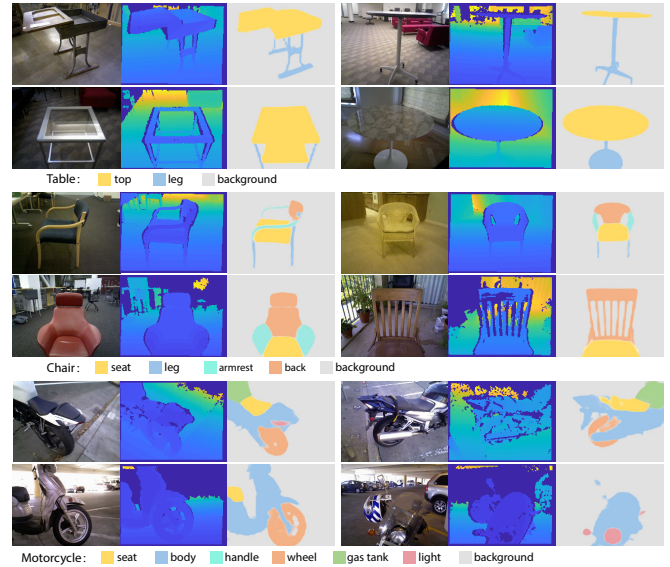 Table: top leg background
Chair: seat leg armrest back background
Motorcycle: seat body handle wheel gas tank light background